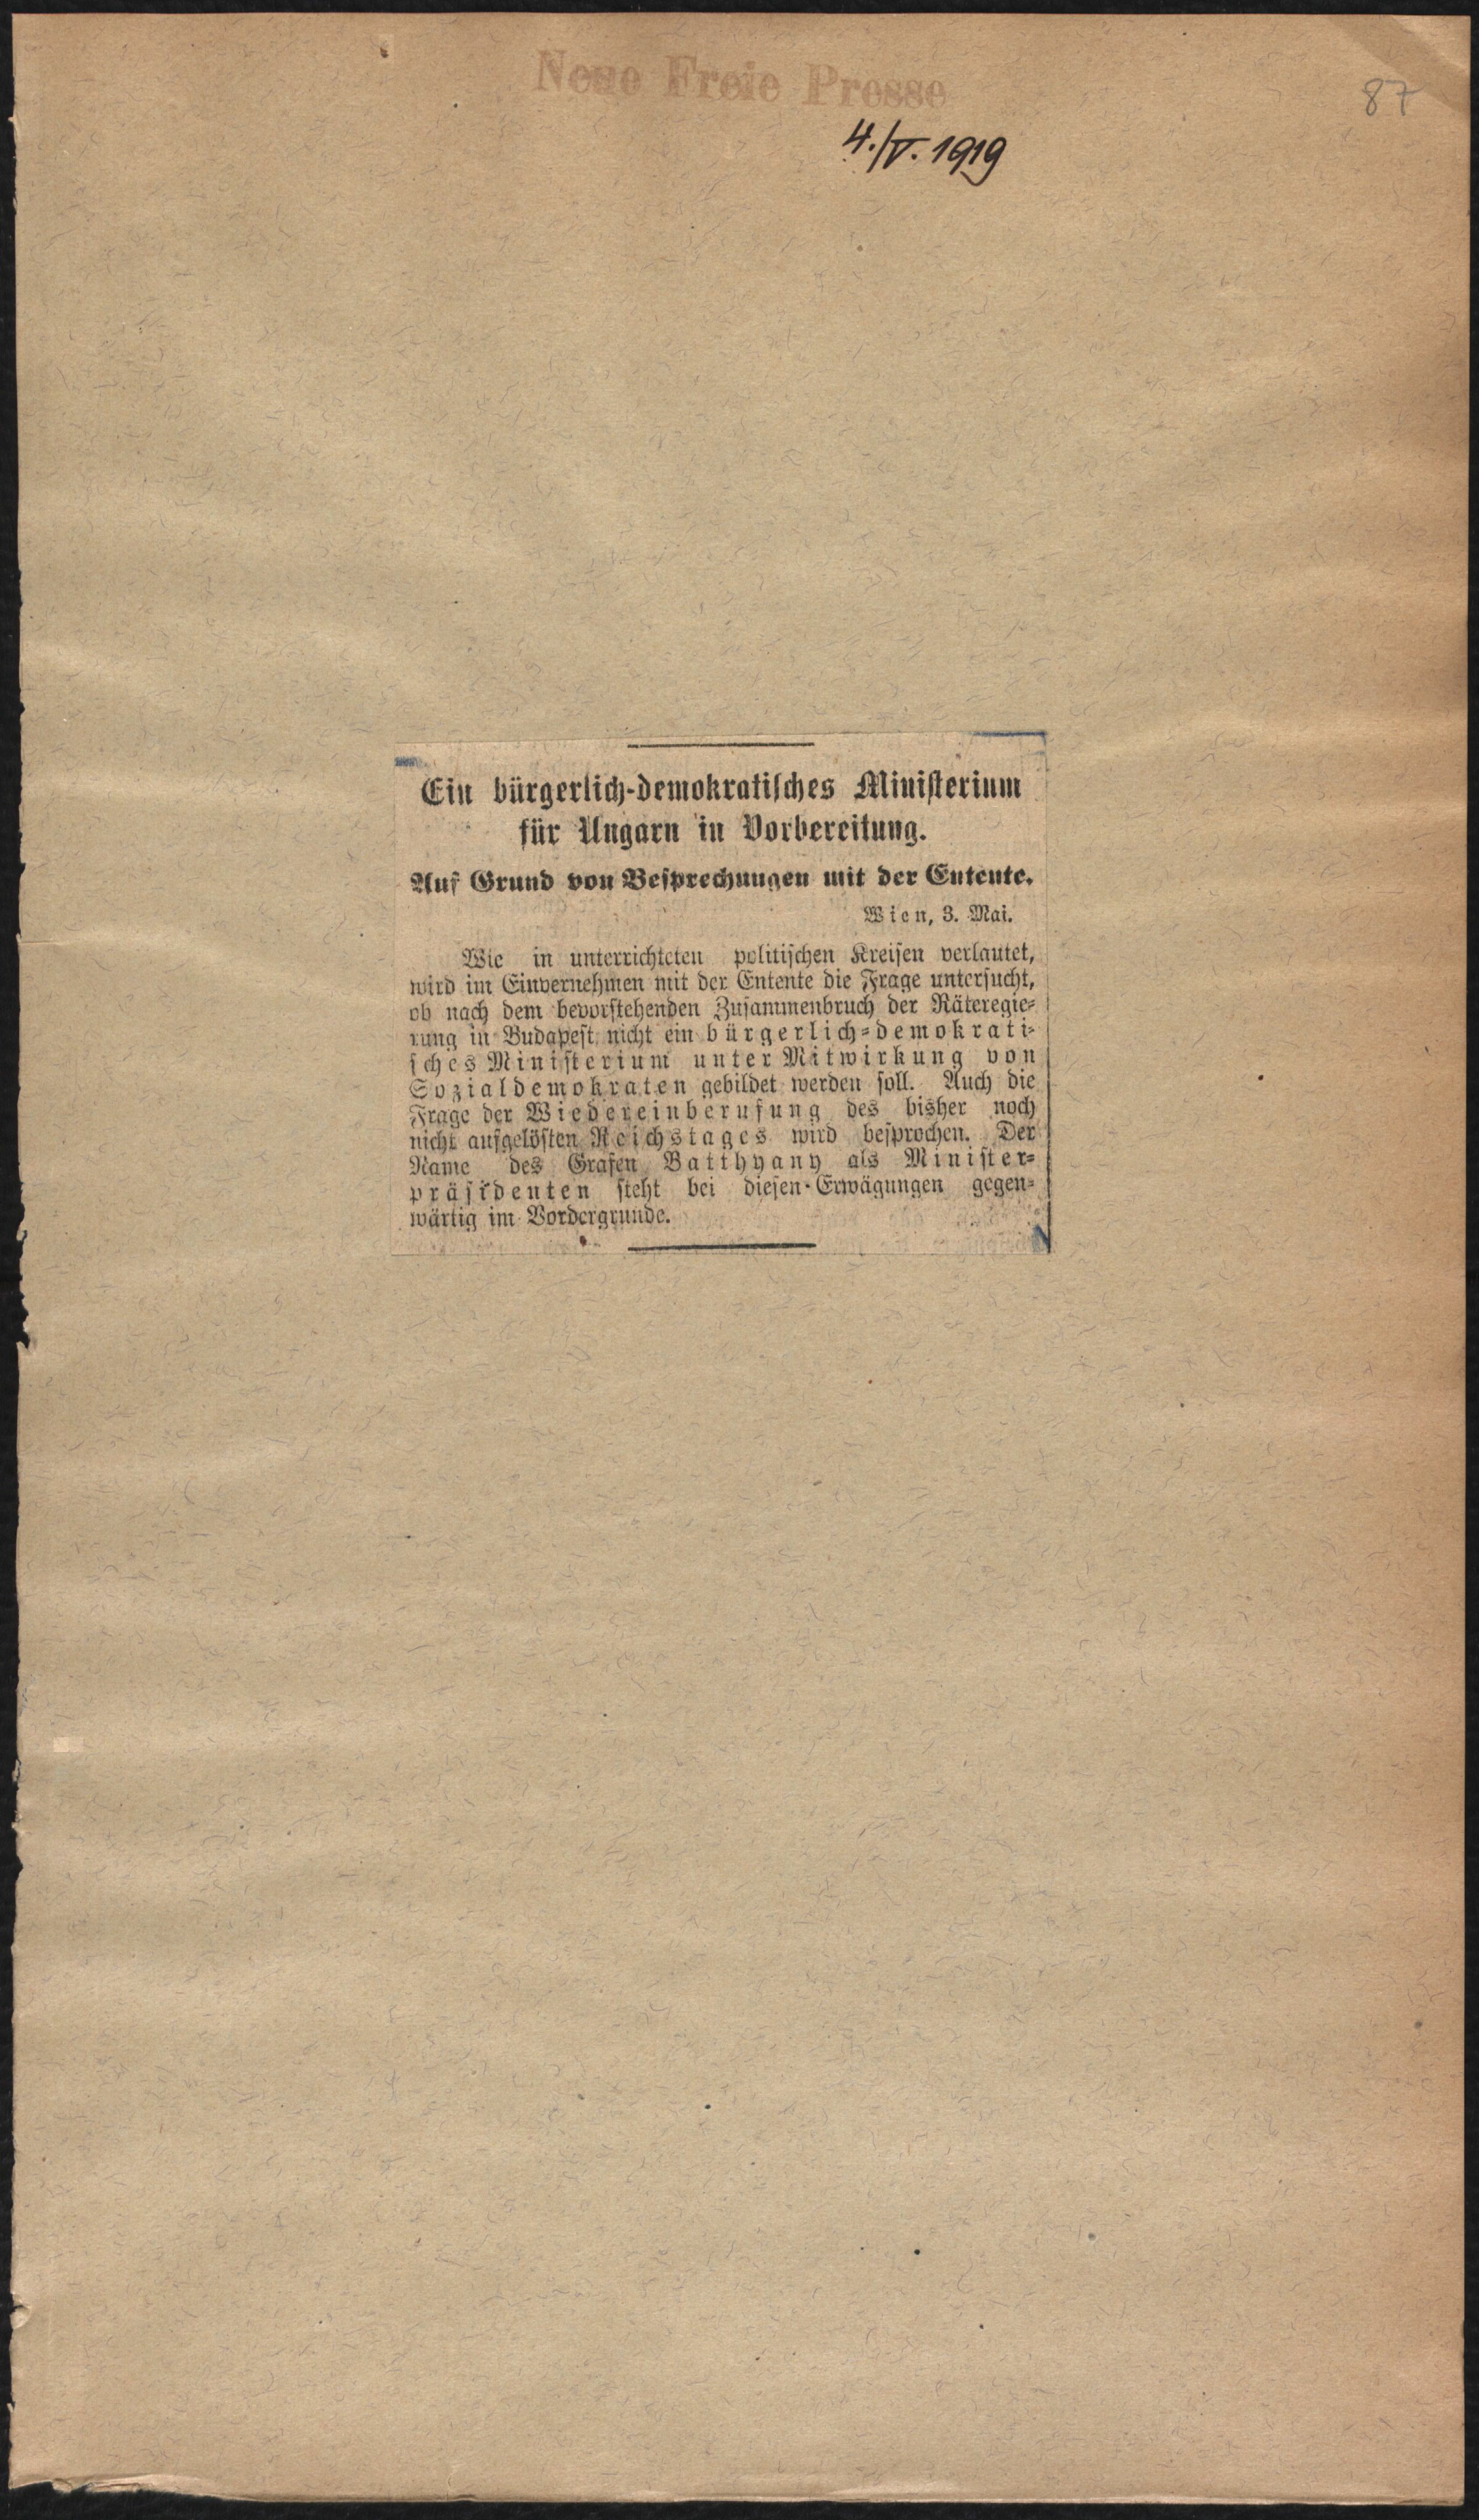 Neue Freie Presse
87
4./V. 1919
Ein bürgerlich-demokratisches Ministerium
für Ungarn in Vorbereitung.
Auf Grund von Besprechungen mit der Entente.
Wien, 3. Mai.
Wie in unterrichteten politischen Kreisen verlautet,
wird im Einvernehmen mit der Entente die Frage untersucht,
ob nach dem bevorstehenden Zusammenbruch der Räteregie-
rung in Budapest nicht ein bürgerlich-demokrati-
sches Ministerium unter Mitwirkung von
Sozialdemokraten gebildet werden soll. Auch die
Frage der Wiedereinberufung des bisher noch
nicht aufgelösten Reichstages wird besprochen. Der
Name des Grafen Batthyany als Minister-
präsidenten steht bei diesen Erwägungen gegen-
wärtig im Vordergrunde.